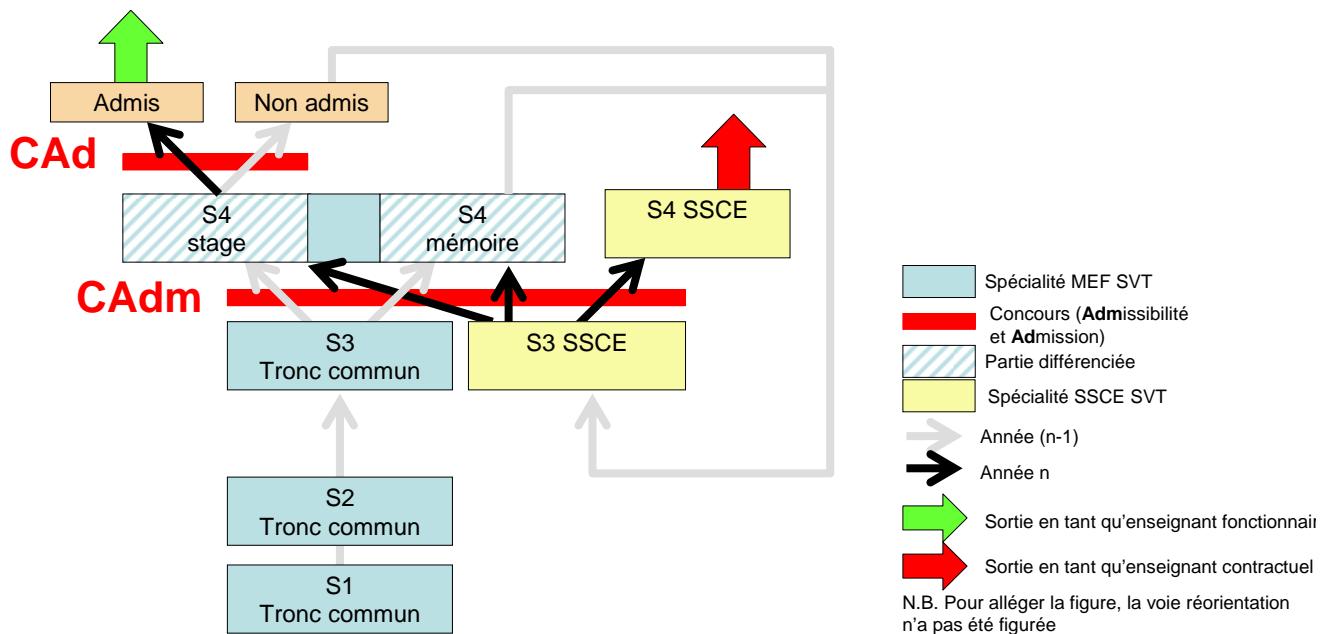 Admis
Non admis
CAd
S4
stage
S4
mémoire
S4 SSCE
CAdm
S3
Tronc commun
S3 SSCE
S2
Tronc commun
S1
Tronc commun
Spécialité MEF SVT
Concours (Admissibilité
et Admission)
Partie différenciée
Spécialité SSCE SVT
Année (n-1)
Année n
Sortie en tant qu'enseignant fonctionnai
Sortie en tant qu'enseignant contractuel
N.B. Pour alléger la figure, la voie réorientation
n'a pas été figurée